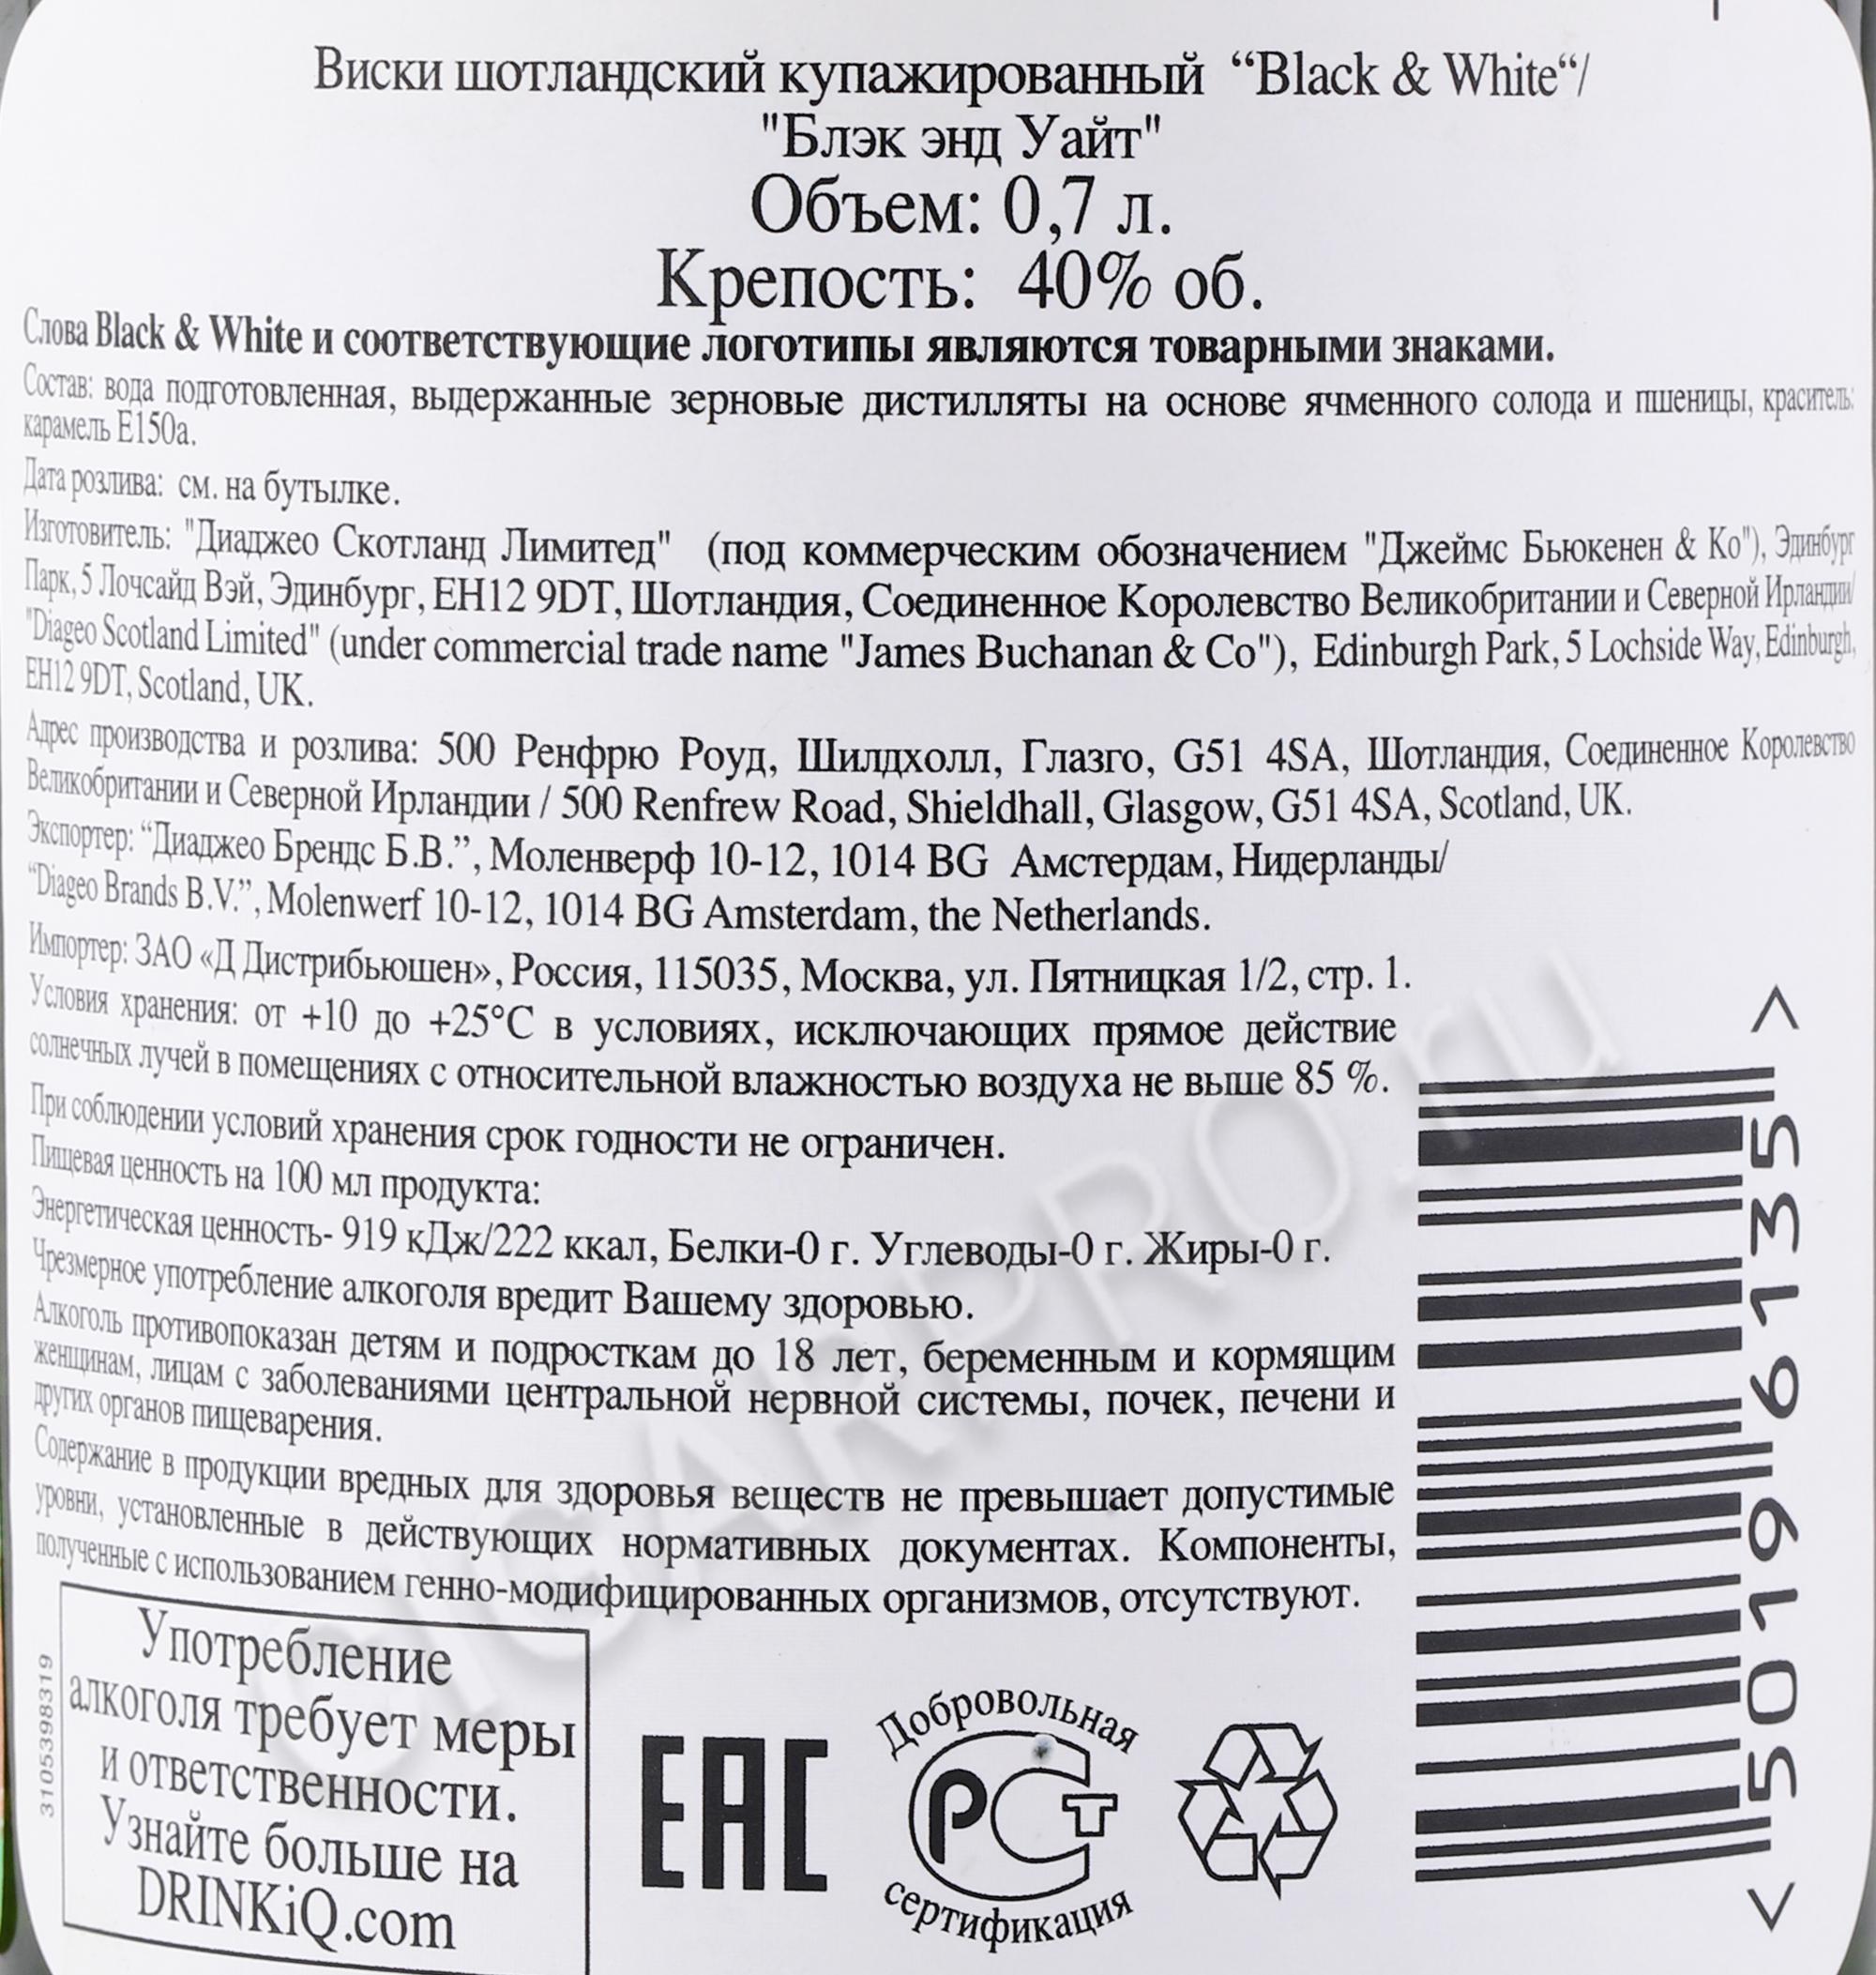 Виски шотландский купажированный “Black & White“/
"Блэк энд Уайт"
Объем: 0,7 л.
Крепость: 40% об.
Слова Black & White и соответствующие логотипы являются товарными знаками.
Состав: вода подготовленная, выдержанные зерновые дистилляты на основе ячменного солода и пшеницы, краситель:
карамель Е150а.
Дата розлива: см. на бутылке.
Изготовитель: "Диаджео Скотланд Лимитед" (под коммерческим обозначением "Джеймс Бьюкенен & Ко"), Эдинбург
Парк, 5 Лочсайд Вэй, Эдинбург, EH12 9DT, Шотландия, Соединенное Королевство Великобритании и Северной Ирландии/
"Diageo Scotland Limited" (under commercial trade name "James Buchanan & Co"), Edinburgh Park, 5 Lochside Way, Edinburgh,
EH12 9DT, Scotland, UK.
Адрес производства и розлива: 500 Ренфрю Роуд, Шилдхолл, Глазго, G51 4SA, Шотландия, Соединенное Королевство
Великобритании и Северной Ирландии / 500 Renfrew Road, Shieldhall, Glasgow, G51 4SA, Scotland, UK.
Экспортер: “Диаджео Брендс Б.В.”, Моленверф 10-12, 1014 BG Амстердам, Нидерланды/
“Diageo Brands B.V.”, Molenwerf 10-12, 1014 BG Amsterdam, the Netherlands.
Импортер: ЗАО «Д Дистрибьюшен», Россия, 115035, Москва, ул. Пятницкая 1/2, стр. 1.
Условия хранения: от +10 до +25°С в условиях, исключающих прямое действие
солнечных лучей в помещениях с относительной влажностью воздуха не выше 85 %.
При соблюдении условий хранения срок годности не ограничен.
Пищевая ценность на 100 мл продукта:
Энергетическая ценность- 919 кДж/222 ккал, Белки-0 г. Углеводы-0 г. Жиры-0 г.
Чрезмерное употребление алкоголя вредит Вашему здоровью.
Алкоголь противопоказан детям и подросткам до 18 лет, беременным и кормящим
женщинам, лицам с заболеваниями центральной нервной системы, почек, печени и
других органов пищеварения.
Содержание в продукции вредных для здоровья веществ не превышает допустимые
уровни, установленные в действующих нормативных документах. Компоненты,
полученные с использованием генно-модифицированных организмов, отсутствуют.
Употребление
алкоголя требует меры
и ответственности.
Узнайте больше на
DRINKiQ.com
3105398319
ЕАС
Добровольная
РСТ
сертификация
< 5019 6135 >
CIGARPRO.ru